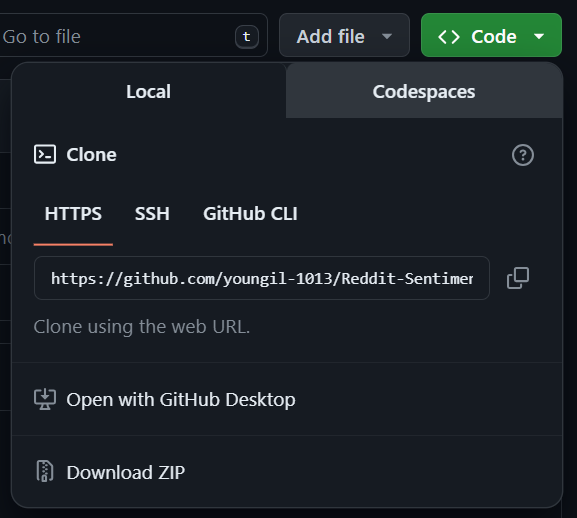 Go to file t Add file Code
Local Codespaces
Clone
HTTPS SSH GitHub CLI
https://github.com/youngil-1013/Reddit-Sentimer
Clone using the web URL.
Open with GitHub Desktop
Download ZIP